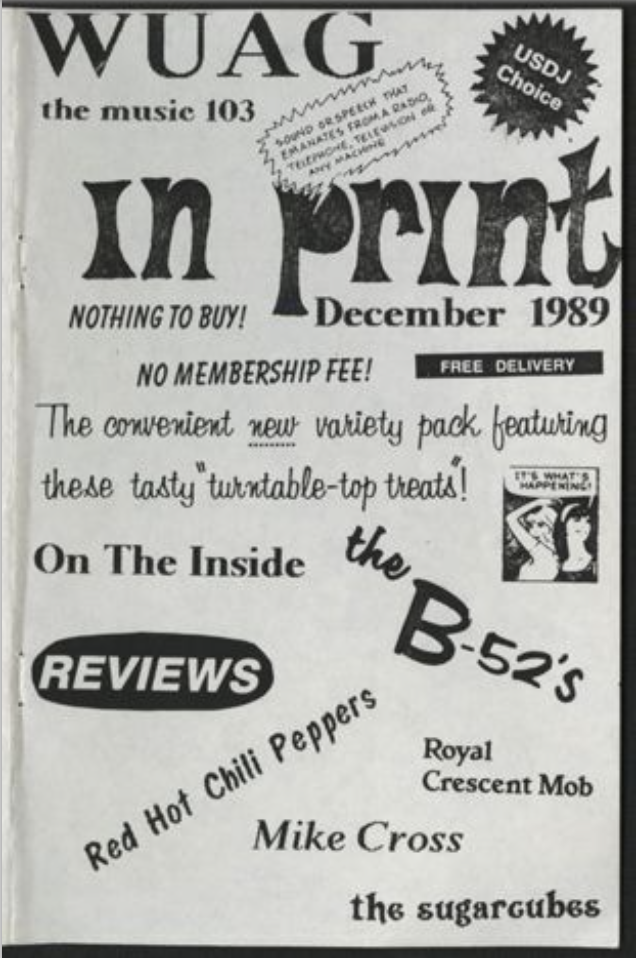 WUAG
the music 103
USDJ
Choice
SOUND OR SPEECH THAT
EMANATES FROM A RADIO,
TELEPHONE, TELEVISION OR
ANY MACHINE
in print
NOTHING TO BUY!
December 1989
NO MEMBERSHIP FEE!
FREE DELIVERY
The convenient new variety pack featuring
these tasty "turntable-top treats"!
IT'S WHAT'S
HAPPENING!
On The Inside
the
B-52's
REVIEWS
Red Hot Chili Peppers
Royal
Crescent Mob
Mike Cross
the sugarcubes